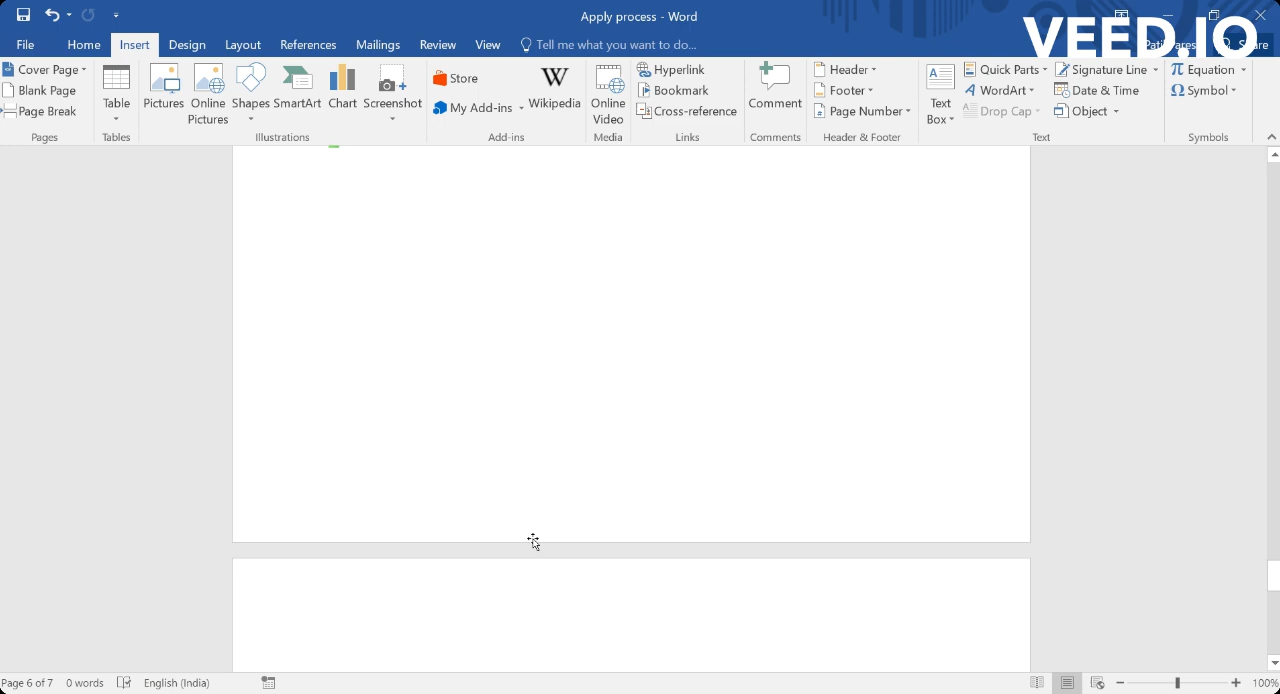 Apply process - Word
VEED.IO
File Home Insert Design Layout References Mailings Review View Tell me what you want to do... Share
Cover Page
Blank Page
Page Break
Pages
Table
Tables
Pictures
Online Pictures
Shapes
SmartArt
Chart
Screenshot
Illustrations
Store
My Add-ins
W
Wikipedia
Add-ins
Online Video
Media
Hyperlink
Bookmark
Cross-reference
Links
Comment
Comments
Header
Footer
Page Number
Header & Footer
A
Text Box
Quick Parts
WordArt
Drop Cap
Signature Line
Date & Time
Object
Text
π Equation
Ω Symbol
Symbols
Page 6 of 7 0 words English (India) 100%